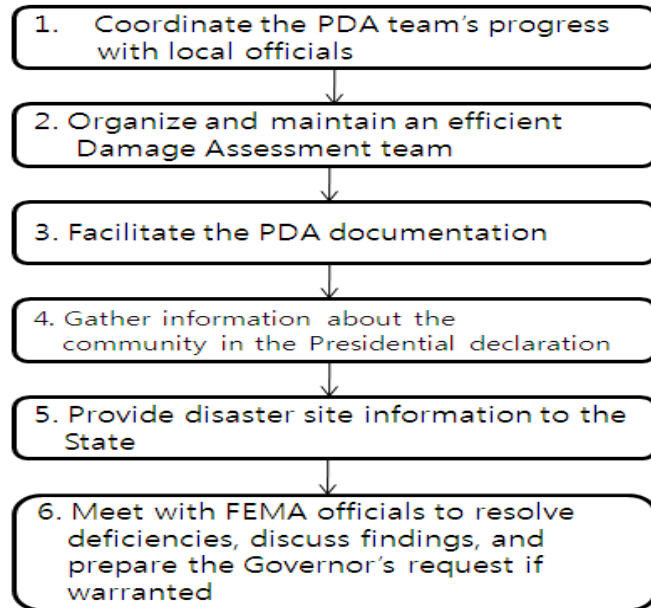 1. Coordinate the PDA team's progress
with local officials
2. Organize and maintain an efficient
Damage Assessment team
3. Facilitate the PDA documentation
4. Gather information about the
community in the Presidential declaration
5. Provide disaster site information to the
State
6. Meet with FEMA officials to resolve
deficiencies, discuss findings, and
prepare the Governor's request if
warranted